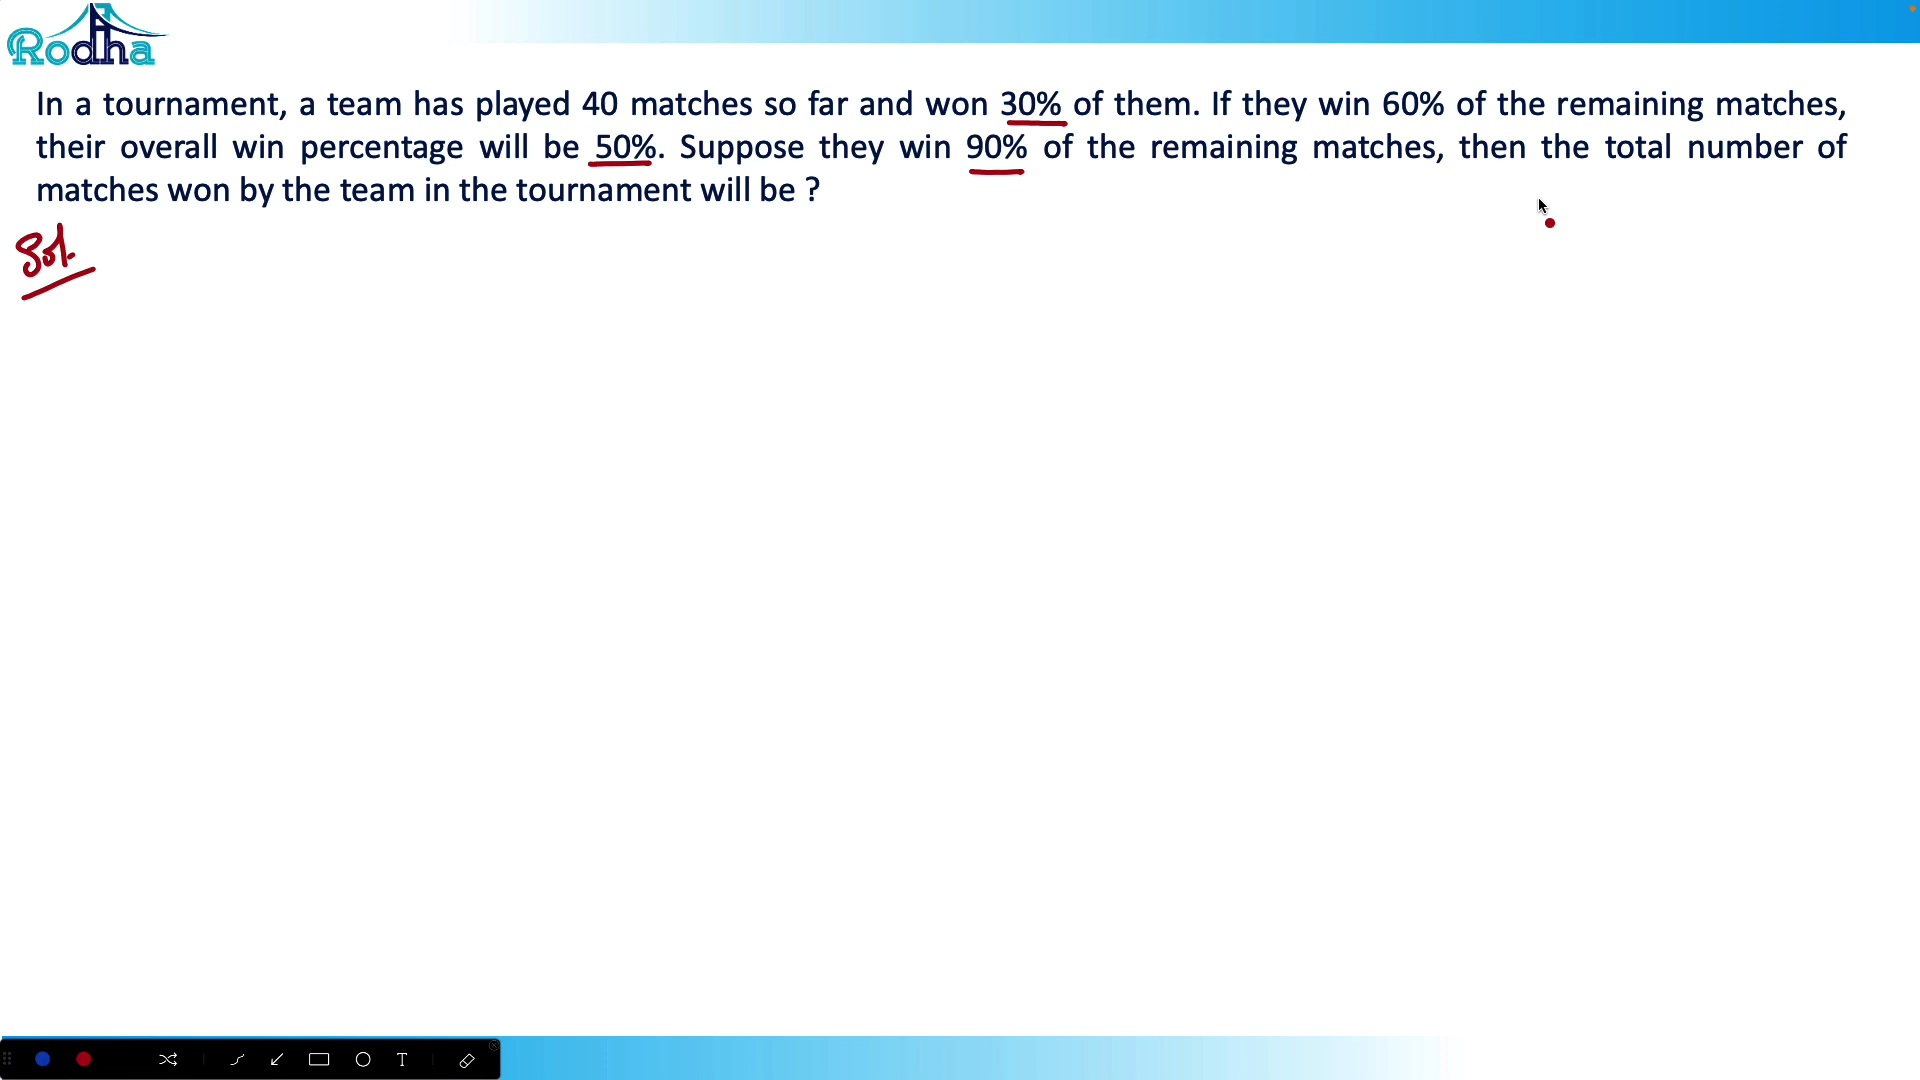 Rodha
In a tournament, a team has played 40 matches so far and won 30% of them. If they win 60% of the remaining matches,
their overall win percentage will be 50%. Suppose they win 90% of the remaining matches, then the total number of
matches won by the team in the tournament will be ?
Sol.
T